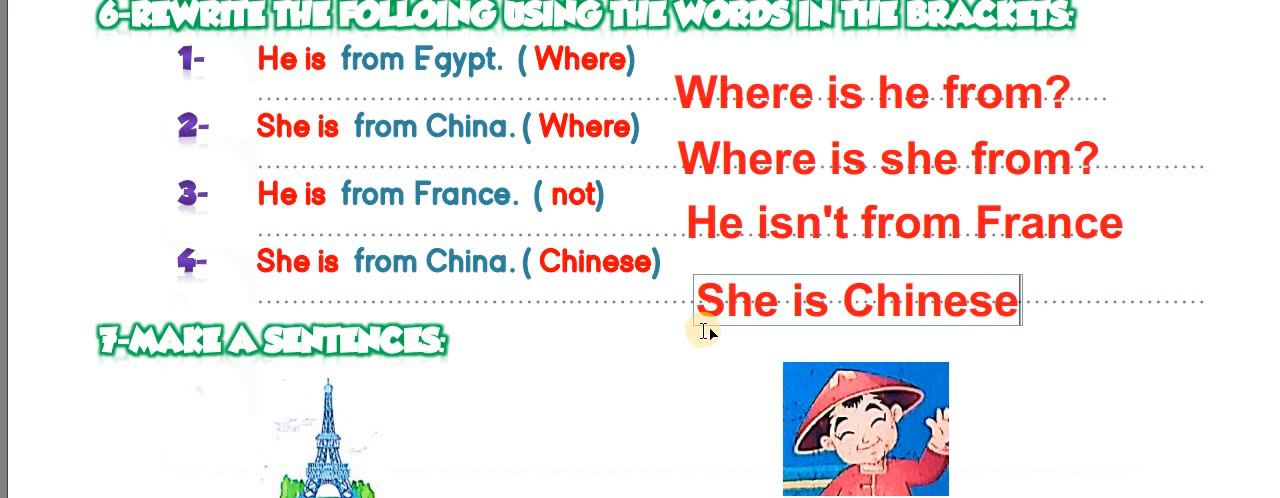 6-REWRITE THE FOLLOING USING THE WORDS IN THE BRACKETS:
1- He is from Egypt. ( Where)
Where is he from?
2- She is from China. ( Where)
Where is she from?
3- He is from France. ( not)
He isn't from France
4- She is from China. ( Chinese)
She is Chinese
7-MAKE A SENTENCES: